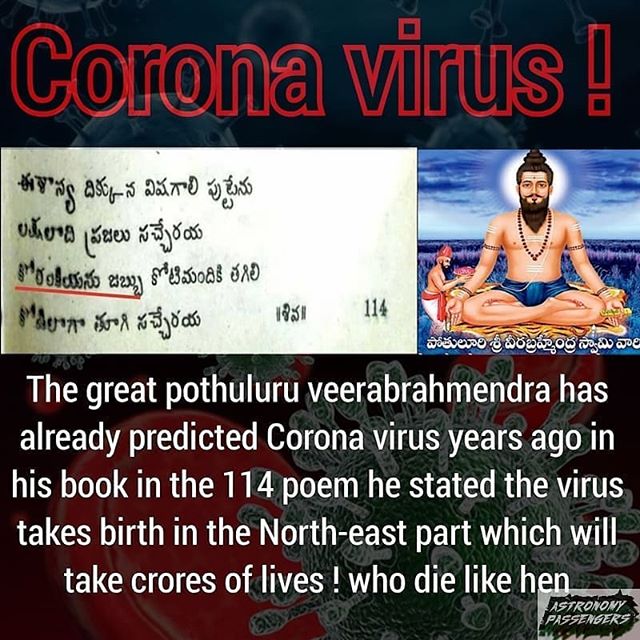 Corona virus !
ఈశాన్య దిక్కున విషగాలి పుట్టేను
లక్షలాది ప్రజలు సచ్చేరయ
కోరంకియను జబ్బు కోటిమందికి తగిలి
కోడిలాగా తూగి సచ్చేరయ ॥శివ॥ 114
పోతులూరి శ్రీ వీరబ్రహ్మేంద్ర స్వామి వారి
The great pothuluru veerabrahmendra has
already predicted Corona virus years ago in
his book in the 114 poem he stated the virus
takes birth in the North-east part which will
take crores of lives ! who die like hen
ASTRONOMY
PASSENGERS